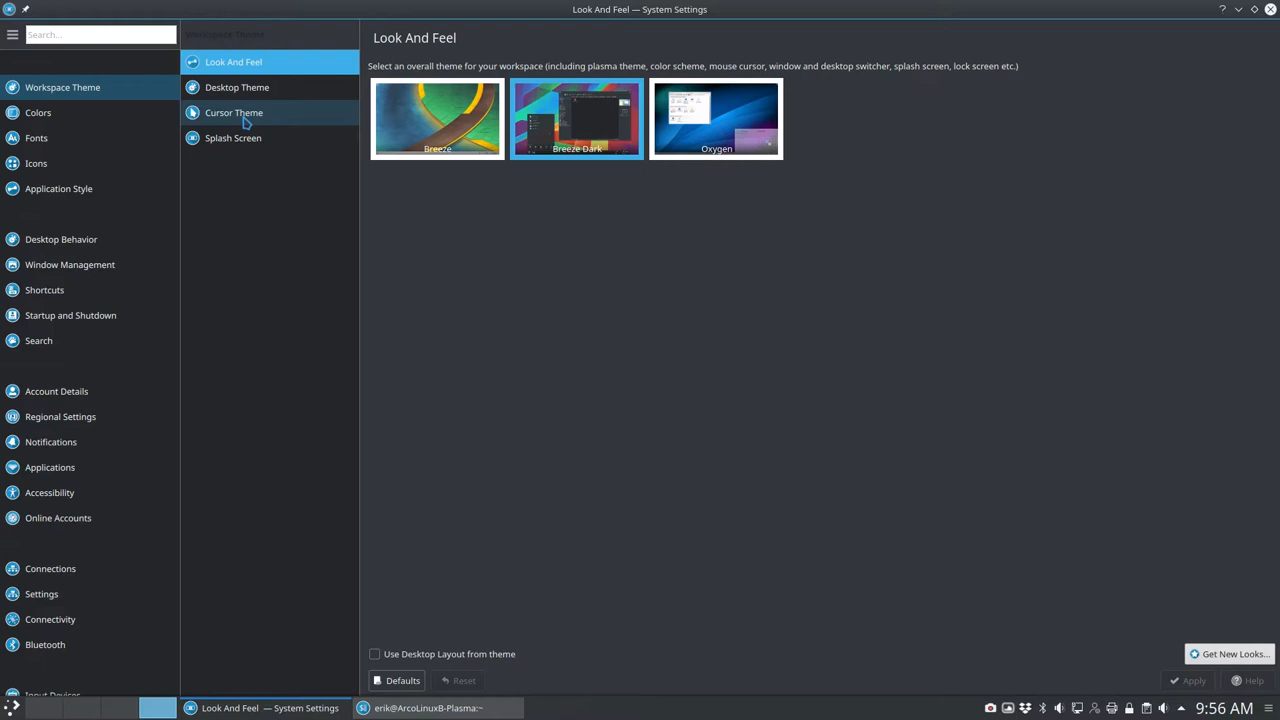 Look And Feel — System Settings
Search...
Workspace Theme
Colors
Fonts
Icons
Application Style
Desktop Behavior
Window Management
Shortcuts
Startup and Shutdown
Search
Account Details
Regional Settings
Notifications
Applications
Accessibility
Online Accounts
Connections
Settings
Connectivity
Bluetooth
Input Devices
Workspace Theme
Look And Feel
Desktop Theme
Cursor Theme
Splash Screen
Look And Feel
Select an overall theme for your workspace (including plasma theme, color scheme, mouse cursor, window and desktop switcher, splash screen, lock screen etc.)
Breeze
Breeze Dark
Oxygen
Use Desktop Layout from theme
Get New Looks...
Defaults
Reset
Apply
Help
Look And Feel — System Settings
erik@ArcoLinuxB-Plasma:~
9:56 AM